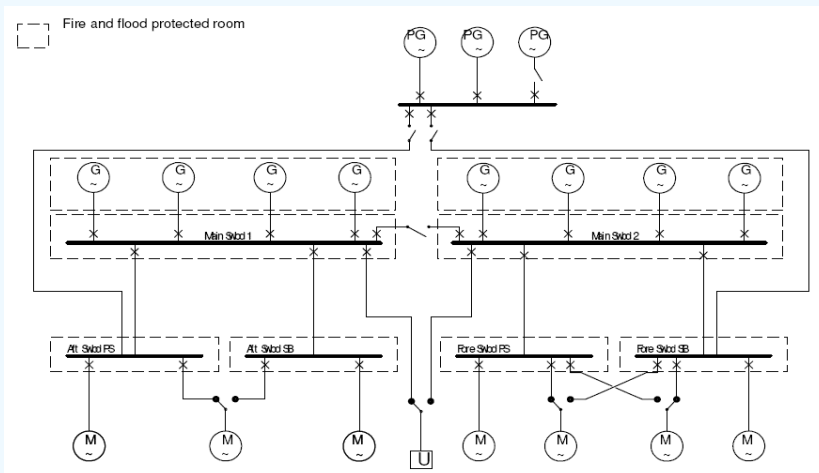 Fire and flood protected room
PG PG PG
~ ~ ~
G G G G G G G G
~ ~ ~ ~ ~ ~ ~ ~
Main Swbd 1 Main Swbd 2
Aft Swbd PS Aft Swbd SB Fore Swbd PS Fore Swbd SB
M M M M M M M
~ ~ ~ ~ ~ ~ ~
U